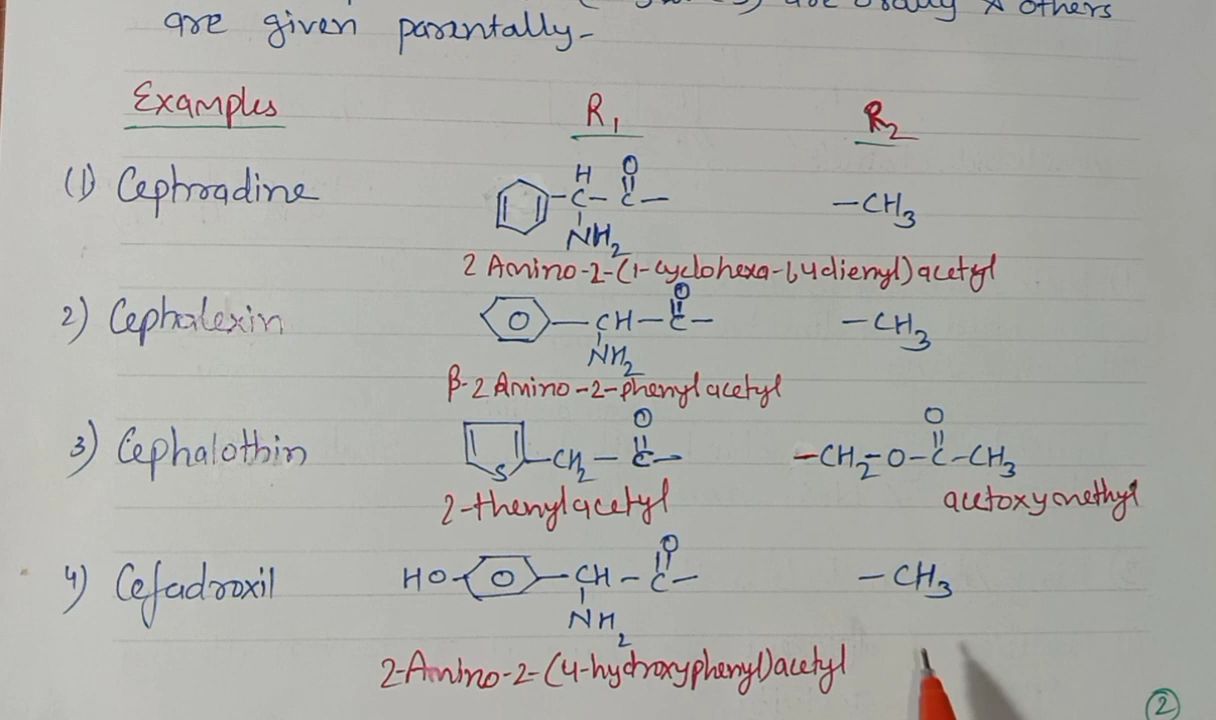 are given parentally-
Examples R1 R2
(1) Cephradine H O -C-C- NH2 -CH3
2 Amino-2-(1-cyclohexa-1,4dienyl)acetyl
2) Cephalexin O -CH-C- O NH2 -CH3
β-2 Amino-2-phenylacetyl
3) Cephalothin S -CH2-C- O -CH2-O-C-CH3 O
2-thenylacetyl acetoxymethyl
4) Cefadroxil HO- O -CH-C- O NH2 -CH3
2-Amino-2-(4-hydroxyphenyl)acetyl
2